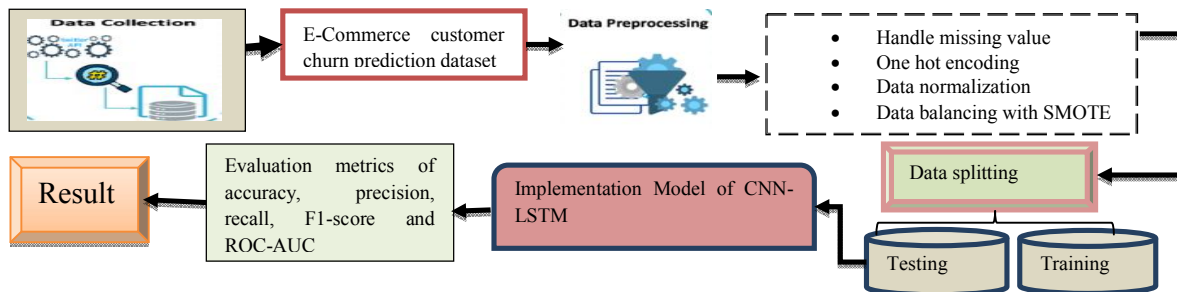 Data Collection
E-Commerce customer
churn prediction dataset
Data Preprocessing
• Handle missing value
• One hot encoding
• Data normalization
• Data balancing with SMOTE
Data splitting
Testing
Training
Implementation Model of CNN-
LSTM
Evaluation metrics of
accuracy, precision,
recall, F1-score and
ROC-AUC
Result